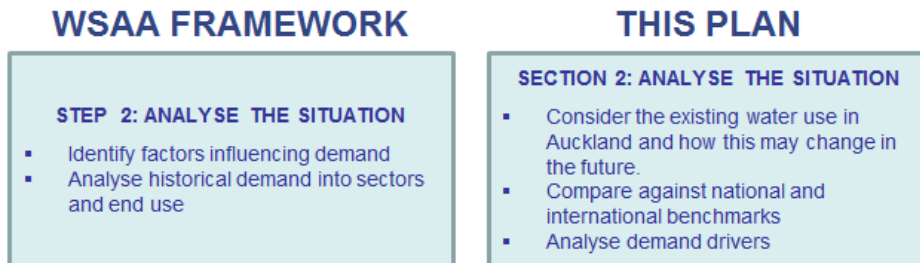 WSAA FRAMEWORK
STEP 2: ANALYSE THE SITUATION
▪ Identify factors influencing demand
▪ Analyse historical demand into sectors
and end use
THIS PLAN
SECTION 2: ANALYSE THE SITUATION
▪ Consider the existing water use in
Auckland and how this may change in
the future.
▪ Compare against national and
international benchmarks
▪ Analyse demand drivers